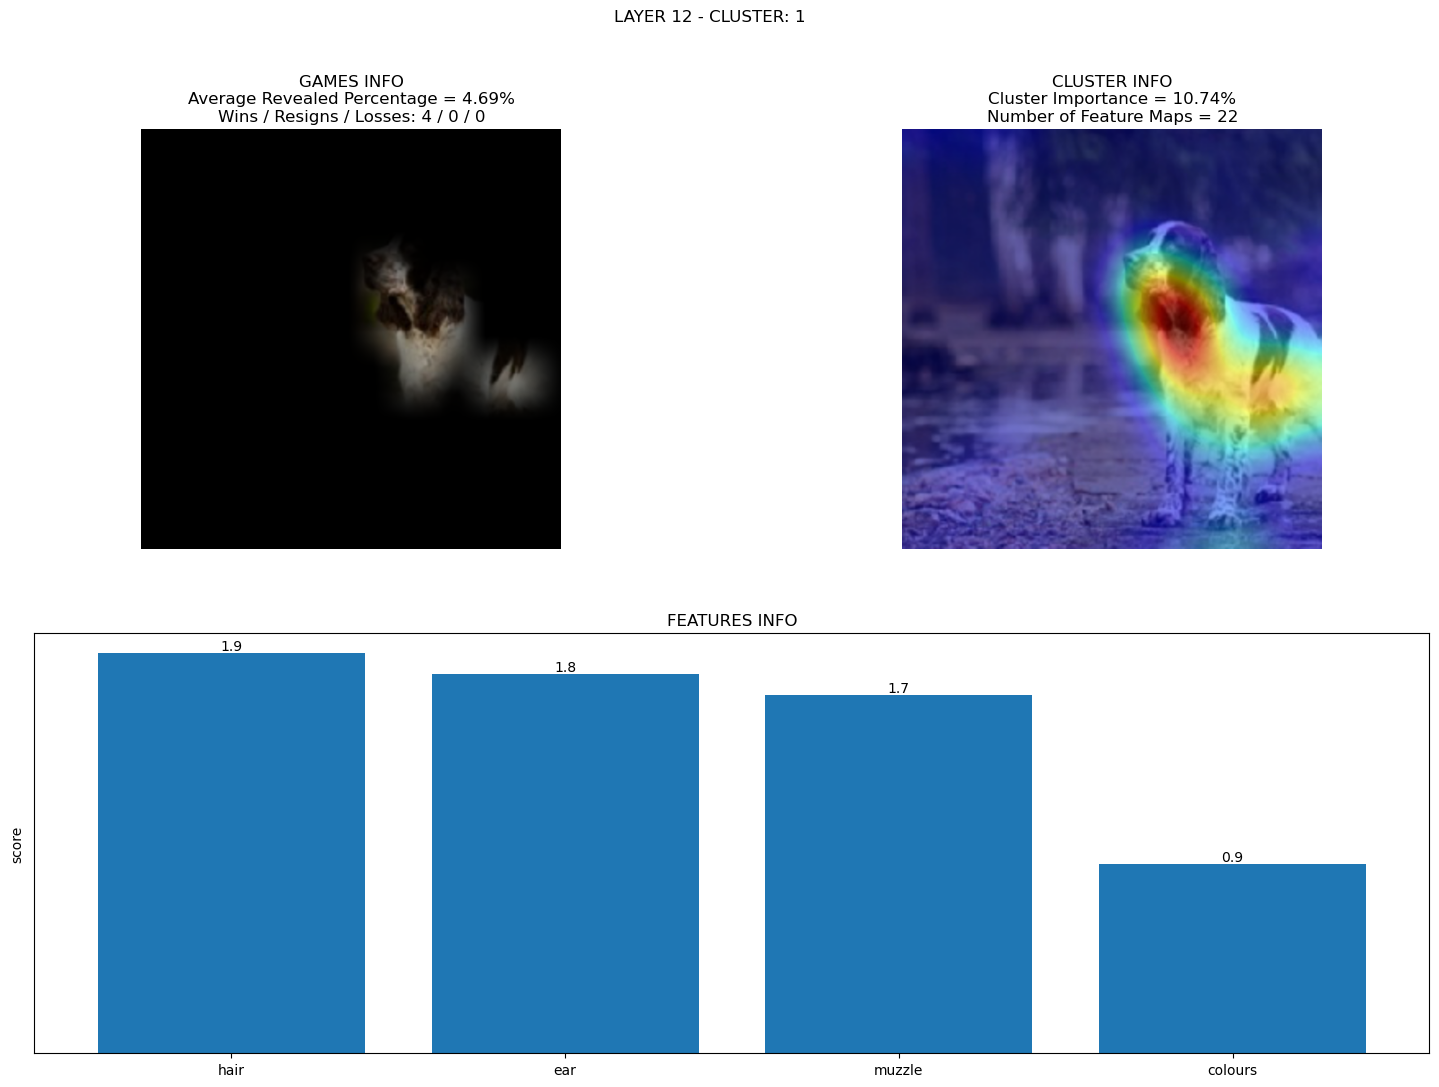 LAYER 12 - CLUSTER: 1
GAMES INFO
Average Revealed Percentage = 4.69%
Wins / Resigns / Losses: 4 / 0 / 0
CLUSTER INFO
Cluster Importance = 10.74%
Number of Feature Maps = 22
FEATURES INFO
score
1.9
1.8
1.7
0.9
hair
ear
muzzle
colours